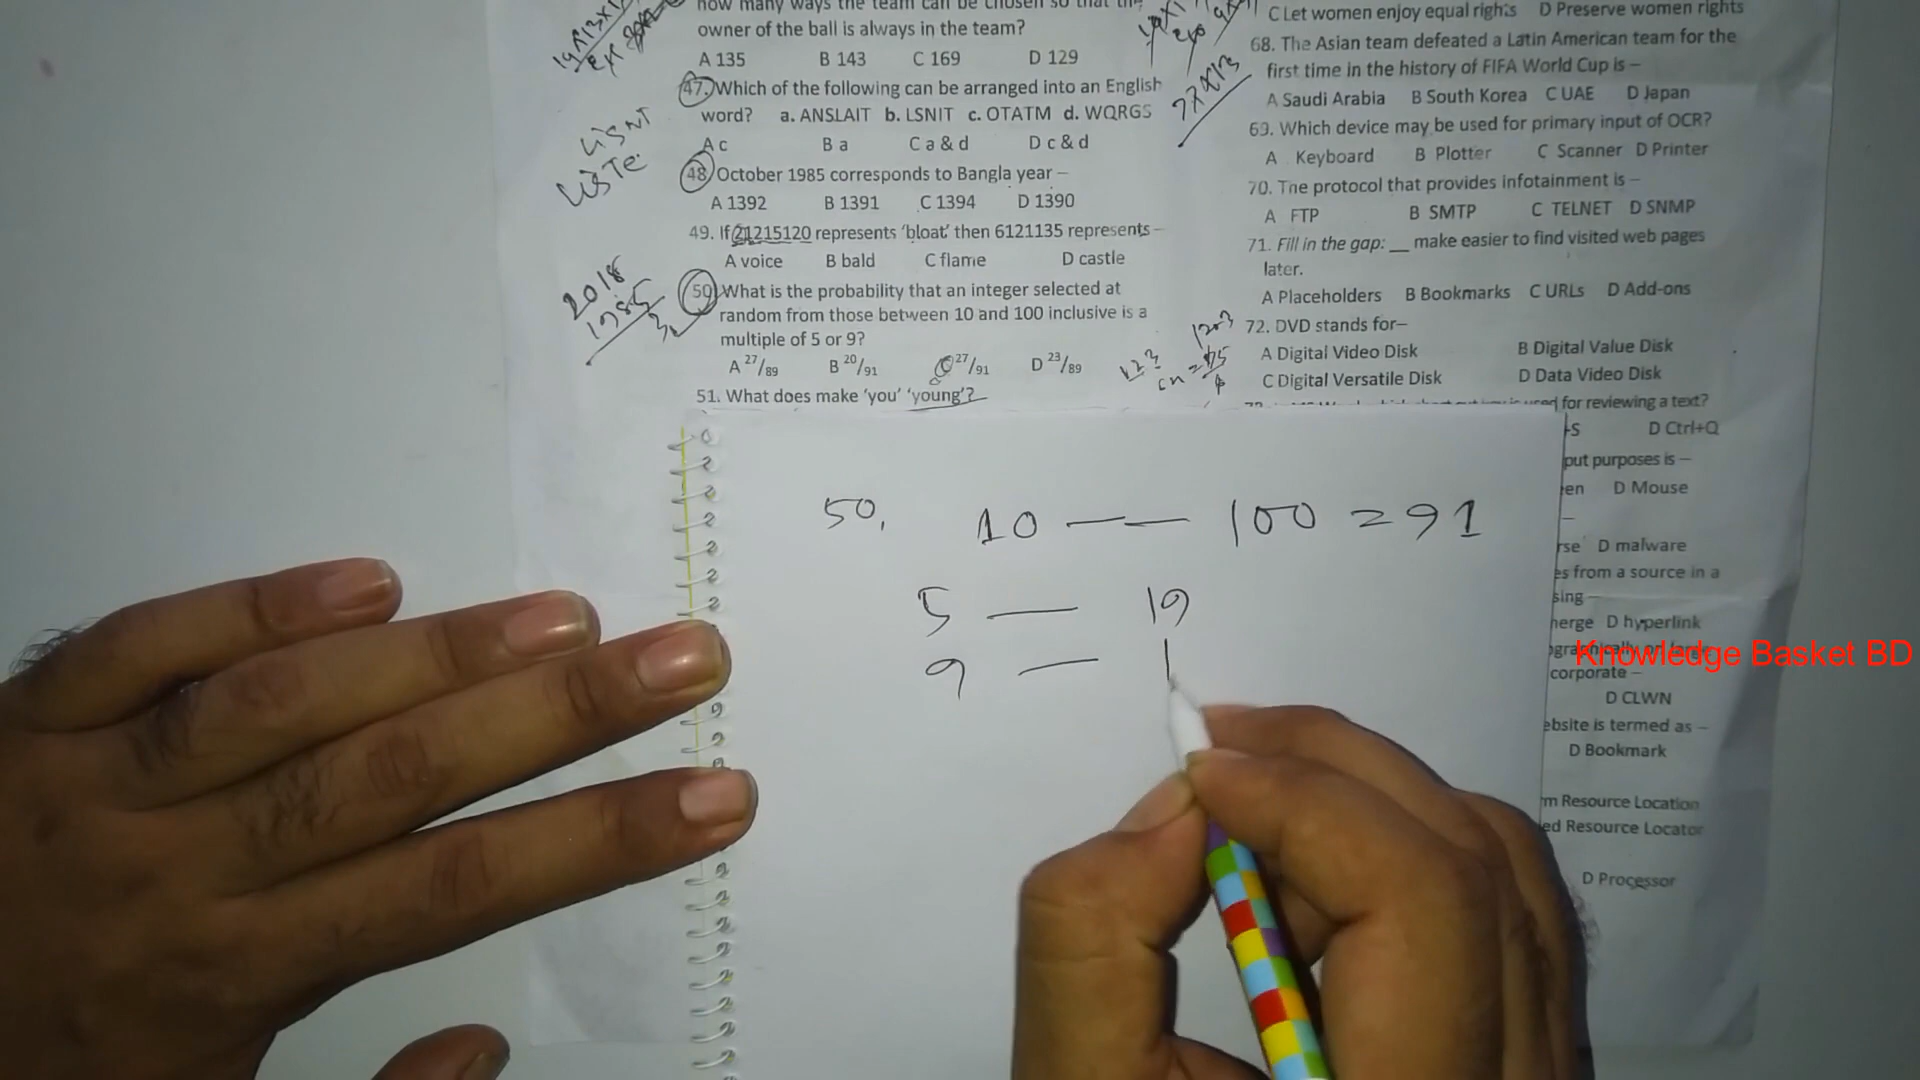 how many ways the team can be chosen so that the
owner of the ball is always in the team?
A 135 B 143 C 169 D 129
47. Which of the following can be arranged into an English
word? a. ANSLAIT b. LSNIT c. OTATM d. WQRGS
A c B a C a & d D c & d
48. October 1985 corresponds to Bangla year –
A 1392 B 1391 C 1394 D 1390
49. If 21215120 represents ‘bloat’ then 6121135 represents –
A voice B bald C flame D castle
50. What is the probability that an integer selected at
random from those between 10 and 100 inclusive is a
multiple of 5 or 9?
A 27/89 B 20/91 C 27/91 D 23/89
51. What does make ‘you’ ‘young’?
2018
1985
C Let women enjoy equal rights D Preserve women rights
68. The Asian team defeated a Latin American team for the
first time in the history of FIFA World Cup is –
A Saudi Arabia B South Korea C UAE D Japan
69. Which device may be used for primary input of OCR?
A Keyboard B Plotter C Scanner D Printer
70. The protocol that provides infotainment is –
A FTP B SMTP C TELNET D SNMP
71. Fill in the gap: __ make easier to find visited web pages
later.
A Placeholders B Bookmarks C URLs D Add-ons
72. DVD stands for–
A Digital Video Disk B Digital Value Disk
C Digital Versatile Disk D Data Video Disk
for reviewing a text?
D Ctrl+Q
put purposes is –
D Mouse
D malware
es from a source in a
D hyperlink
corporate –
D CLWN
ebsite is termed as –
D Bookmark
m Resource Location
ed Resource Locator
D Processor
50, 10 —— 100 = 91
5 — 19
9 — 1
Knowledge Basket BD